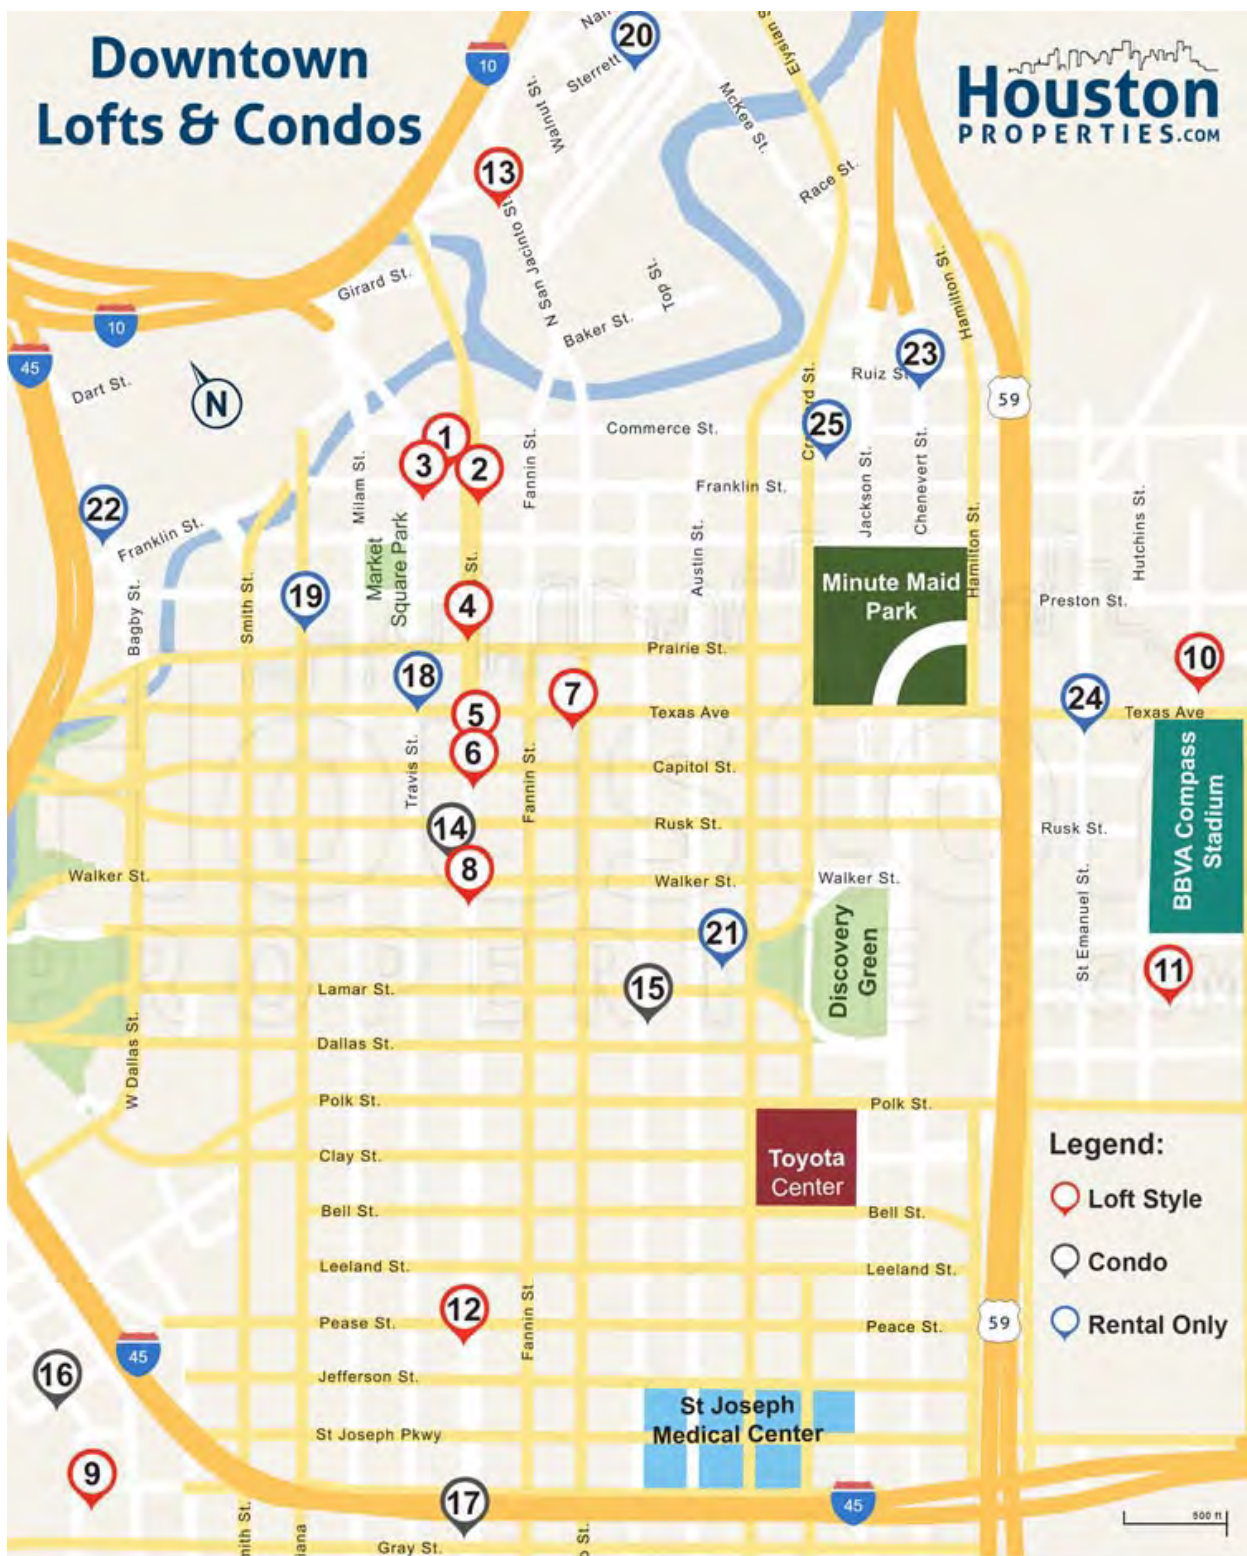 Downtown
Lofts & Condos
Houston
PROPERTIES.COM
20
Sterrett
Walnut St.
McKee St.
Elysian S
Race St.
10
13
N San Jacinto St
Girard St.
Top St.
Baker St.
Hamilton St.
10
45
Dart St.
N
23
Ruiz St
59
Commerce St.
25
1
3
2
Milam St.
Fannin St.
Franklin St.
Jackson St.
Chenevert St.
Hamilton St.
Hutchins St.
22
Franklin St.
Market
Square Park
St.
Austin St.
Minute Maid
Park
Preston St.
Bagby St.
Smith St.
19
4
Prairie St.
10
18
7
5
24
Texas Ave
Texas Ave
6
Travis St.
Fannin St.
Capitol St.
14
Rusk St.
Rusk St.
BBVA Compass
Stadium
8
Walker St.
Walker St.
Walker St.
St Emanuel St.
21
Discovery
Green
11
15
Lamar St.
W Dallas St.
Dallas St.
Polk St.
Polk St.
Legend:
Clay St.
Toyota
Center
Loft Style
Bell St.
Bell St.
Condo
Leeland St.
Leeland St.
12
Fannin St
Pease St.
Peace St.
59
Rental Only
45
16
Jefferson St.
St Joseph
Medical Center
St Joseph Pkwy
9
17
45
500 ft
mith St.
iana
Gray St.
St.